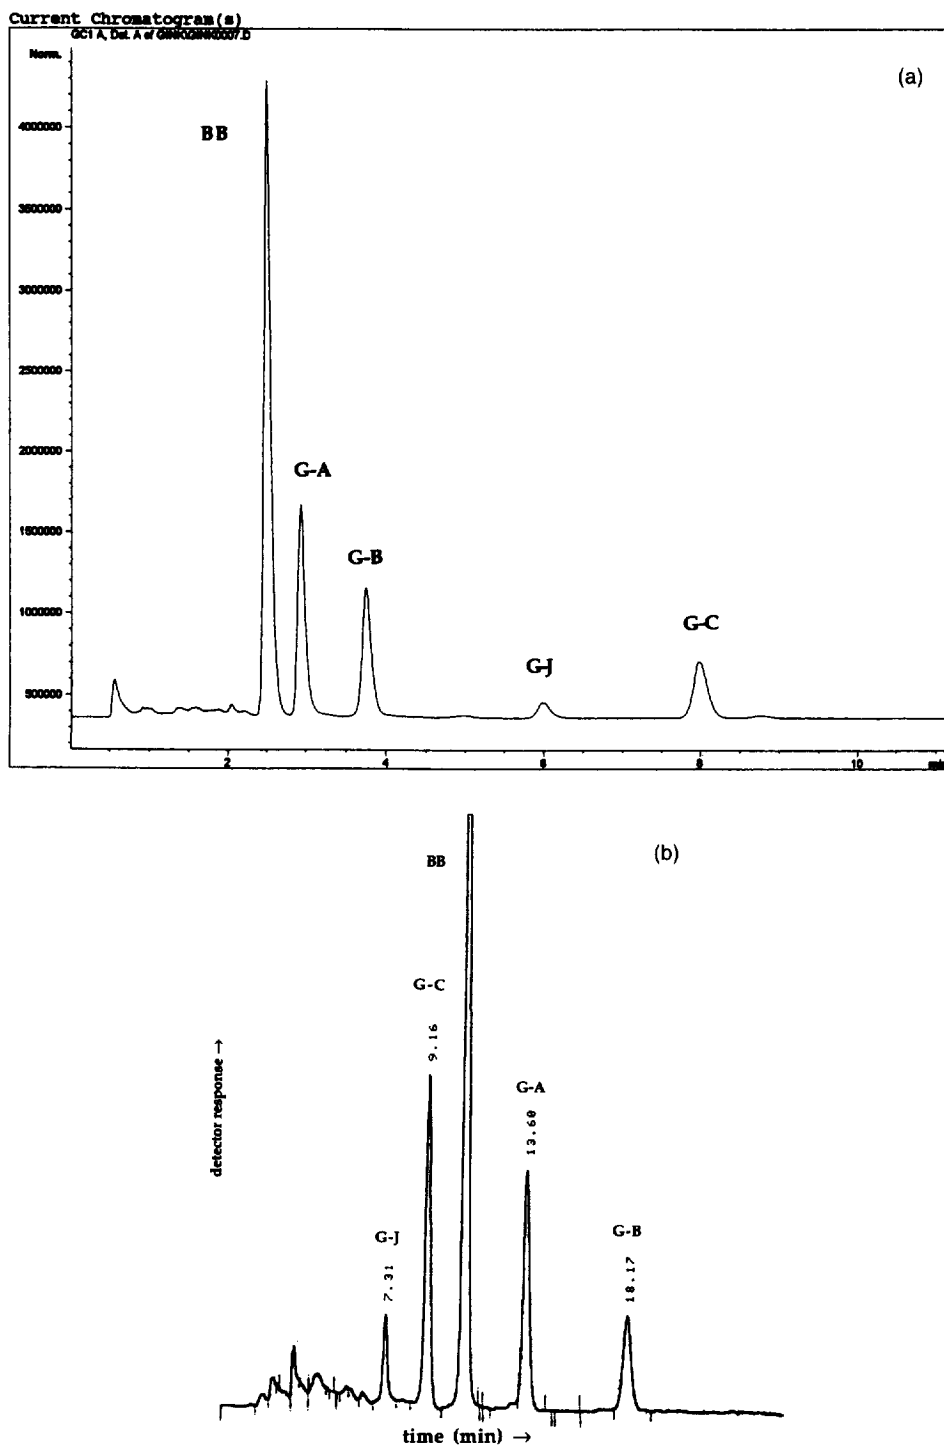 Current Chromatogram(s)
Norm.
(a)
BB
4000000
3500000
3000000
2500000
2000000
G-A
1500000
G-B
1000000
G-C
G-J
500000
2
4
6
8
10
(b)
BB
G-C
9.16
detector response →
G-A
13.60
G-J
7.31
G-B
18.17
time (min) →